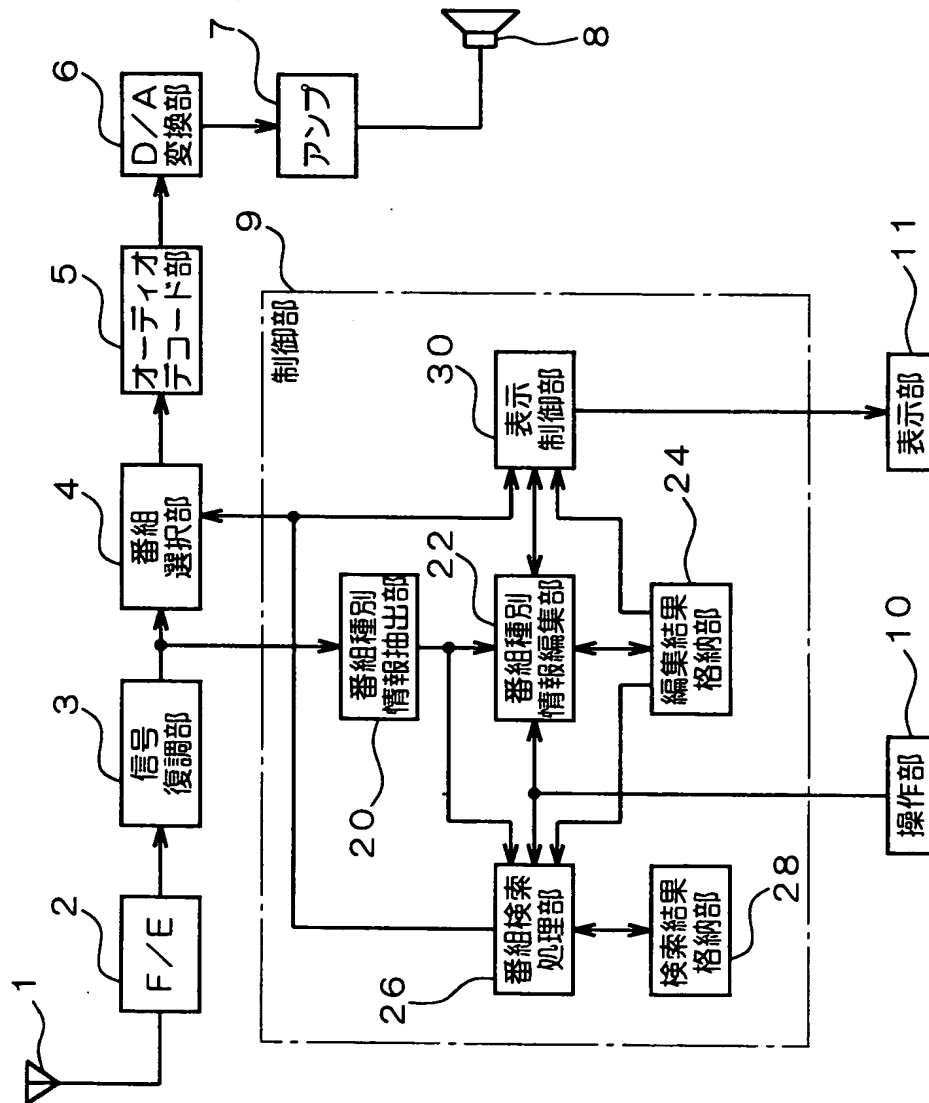 1
2
F/E
3
信号
復調部
4
番組
選択部
5
オーディオ
デコード部
6
D/A
変換部
7
アンプ
8
9
制御部
20
番組種別
情報抽出部
22
番組種別
情報編集部
30
表示
制御部
26
番組検索
処理部
28
検索結果
格納部
24
編集結果
格納部
10
操作部
11
表示部